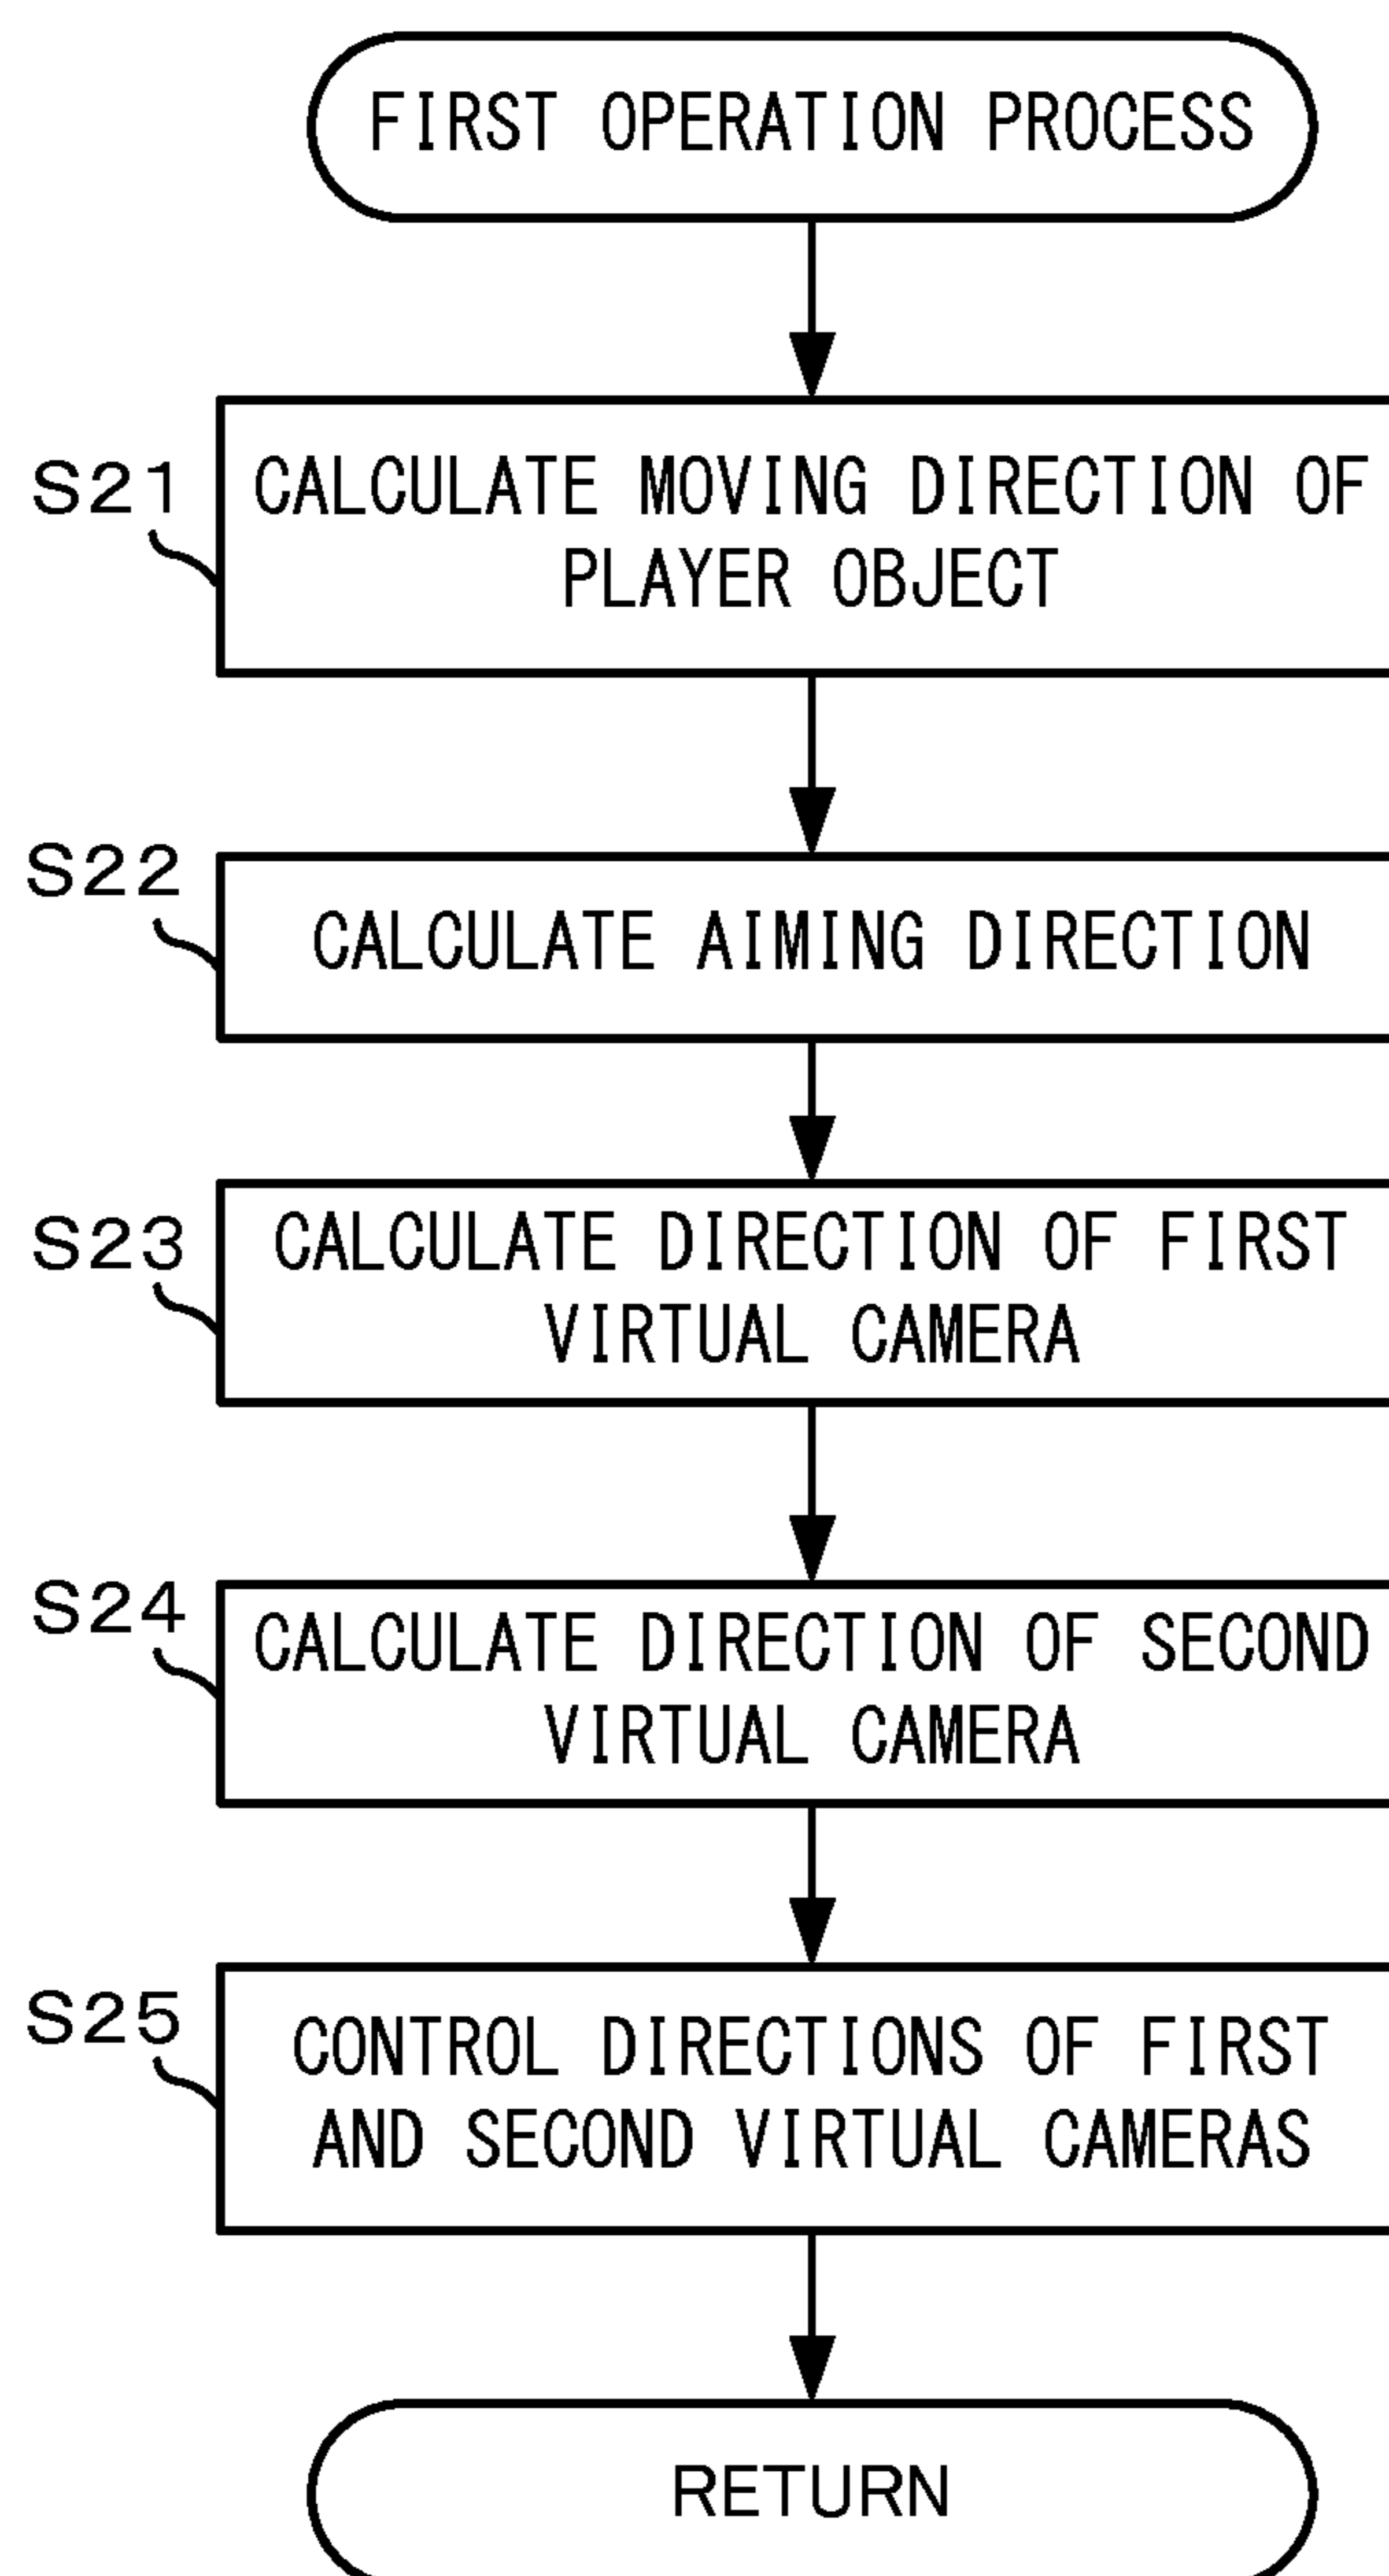 FIRST OPERATION PROCESS
S21
CALCULATE MOVING DIRECTION OF
PLAYER OBJECT
S22
CALCULATE AIMING DIRECTION
S23
CALCULATE DIRECTION OF FIRST
VIRTUAL CAMERA
S24
CALCULATE DIRECTION OF SECOND
VIRTUAL CAMERA
S25
CONTROL DIRECTIONS OF FIRST
AND SECOND VIRTUAL CAMERAS
RETURN